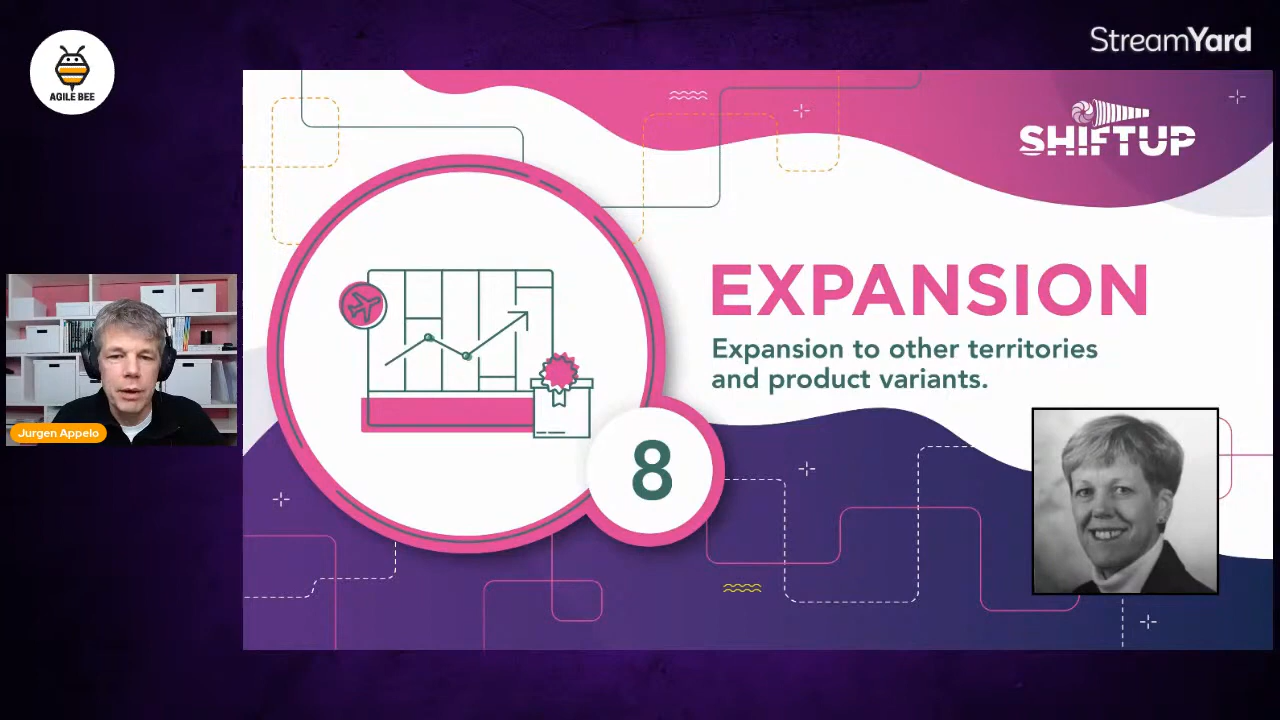 AGILE BEE
StreamYard
SHIFTUP
EXPANSION
Expansion to other territories
and product variants.
8
Jurgen Appelo